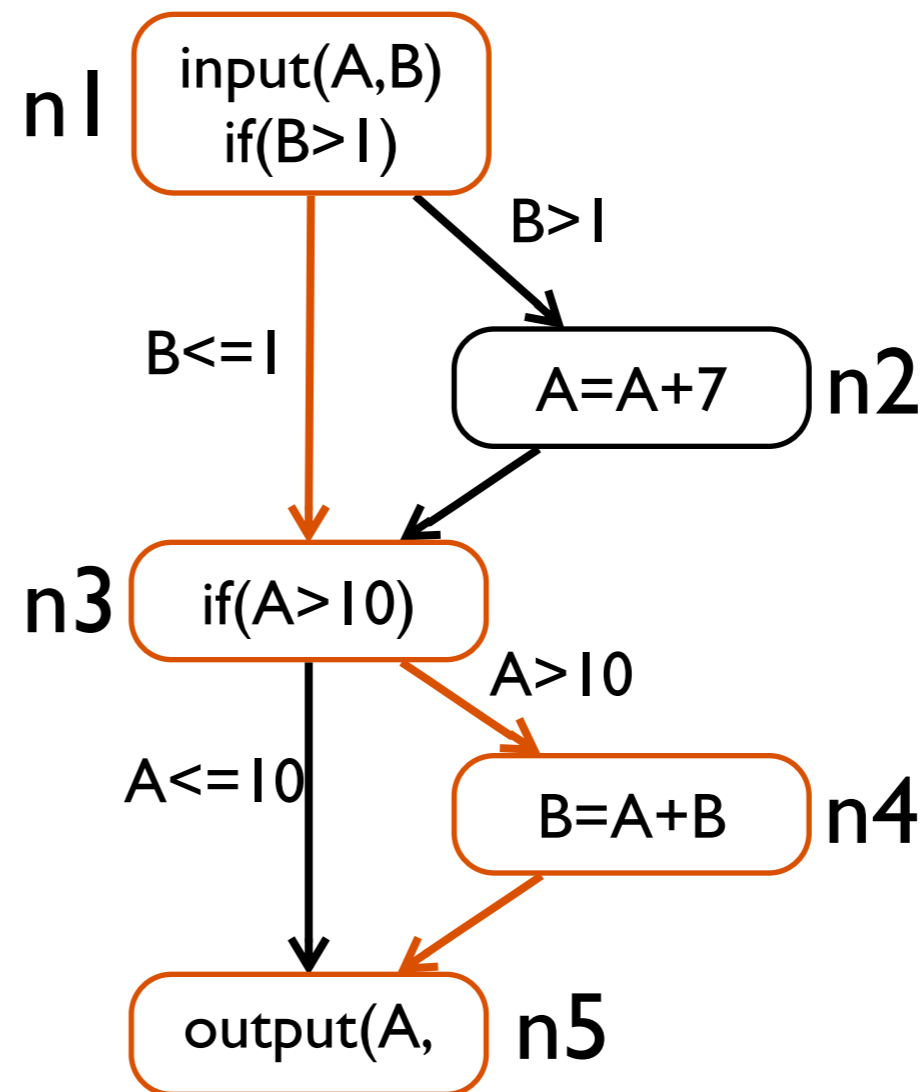 input(A,B)
n1
if(B>1)
B>1
B<=1
A=A+7
n2
n3
if(A>10)
A>10
A<=10
B=A+B
n4
output(A,
n5